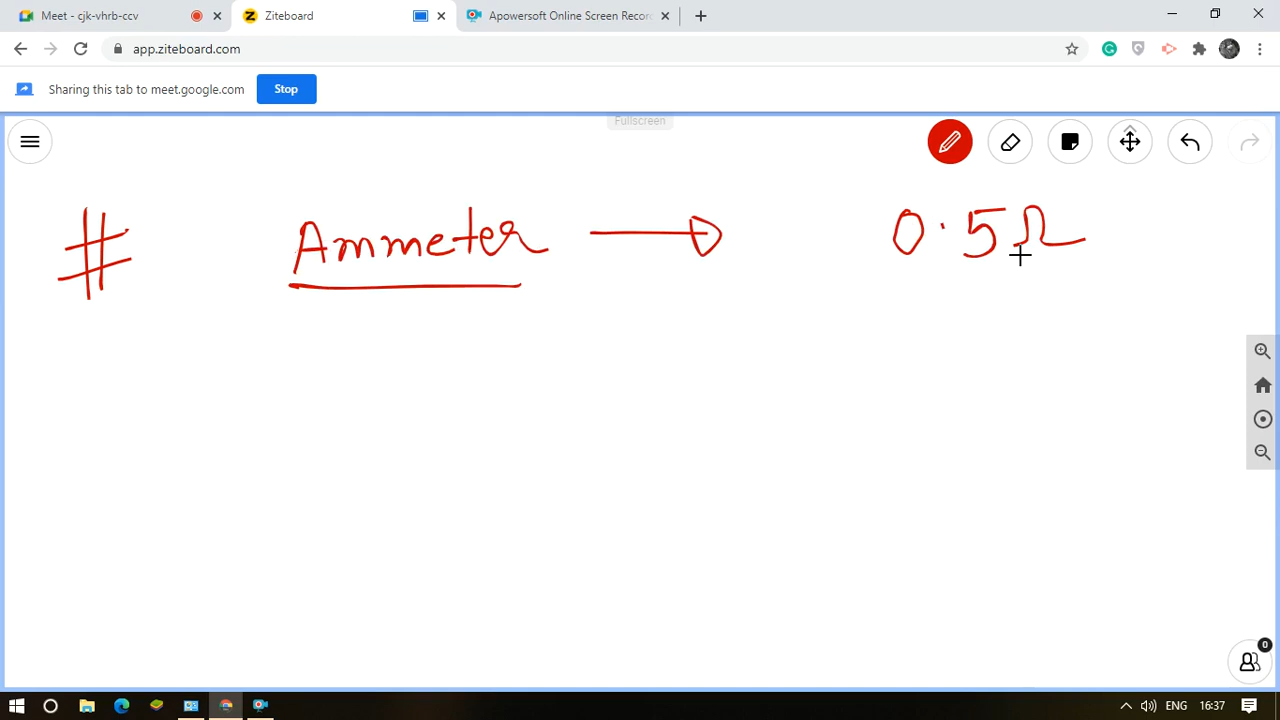 Meet - cjk-vhrb-ccv
Ziteboard
Apowersoft Online Screen Recor
app.ziteboard.com
Sharing this tab to meet.google.com
Stop
Fullscreen
# Ammeter → 0.5Ω
0
ENG 16:37